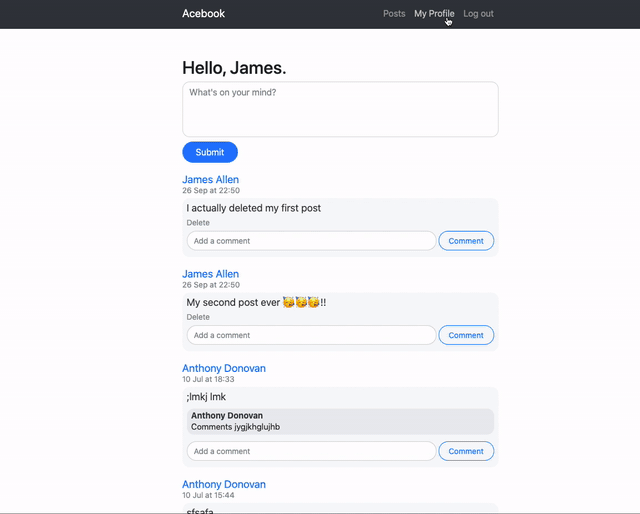 Acebook
Posts My Profile Log out
Hello, James.
What's on your mind?
Submit
James Allen
26 Sep at 22:50
I actually deleted my first post
Delete
Add a comment Comment
James Allen
26 Sep at 22:50
My second post ever 🥳🥳🥳!!
Delete
Add a comment Comment
Anthony Donovan
10 Jul at 18:33
;lmkj lmk
Anthony Donovan
Comments jygjkhglujhb
Add a comment Comment
Anthony Donovan
10 Jul at 15:44
sfsafa